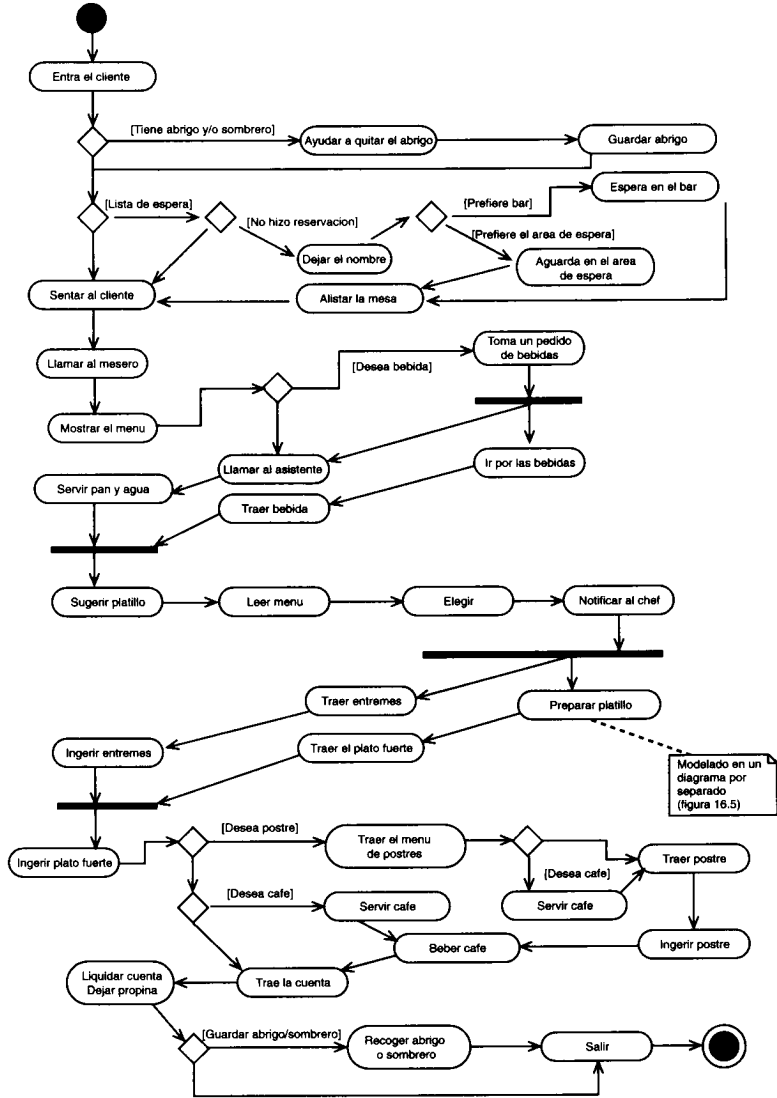 Entra el cliente
[Tiene abrigo y/o sombrero]
Ayudar a quitar el abrigo
Guardar abrigo
[Lista de espera]
[No hizo reservacion]
{Prefiere bar]
Espera en el bar
[Prefiere el area de espera]
Dejar el nombre
Aguarda en el area
de espera
Sentar al cliente
Alistar la mesa
Llamar al mesero
Toma un pedido
de bebidas
[Desea bebida]
Mostrar el menu
Llamar al asistente
Ir por las bebidas
Servir pan y agua
Traer bebida
Sugerir platillo
Leer menu
Elegir
Notificar al chef
Traer entremes
Preparar platillo
Ingerir entremes
Traer el plato fuerte
Modelado en un
diagrama por
separado
(figura 16.5)
Ingerir plato fuerte
[Desea postre]
Traer el menu
de postres
Traer postre
{Desea cafe]
[Desea cafe]
Servir cafe
Servir cafe
Beber cafe
Ingerir postre
Liquidar cuenta
Dejar propina
Trae la cuenta
[Guardar abrigo/sombrero]
Recoger abrigo
o sombrero
Salir